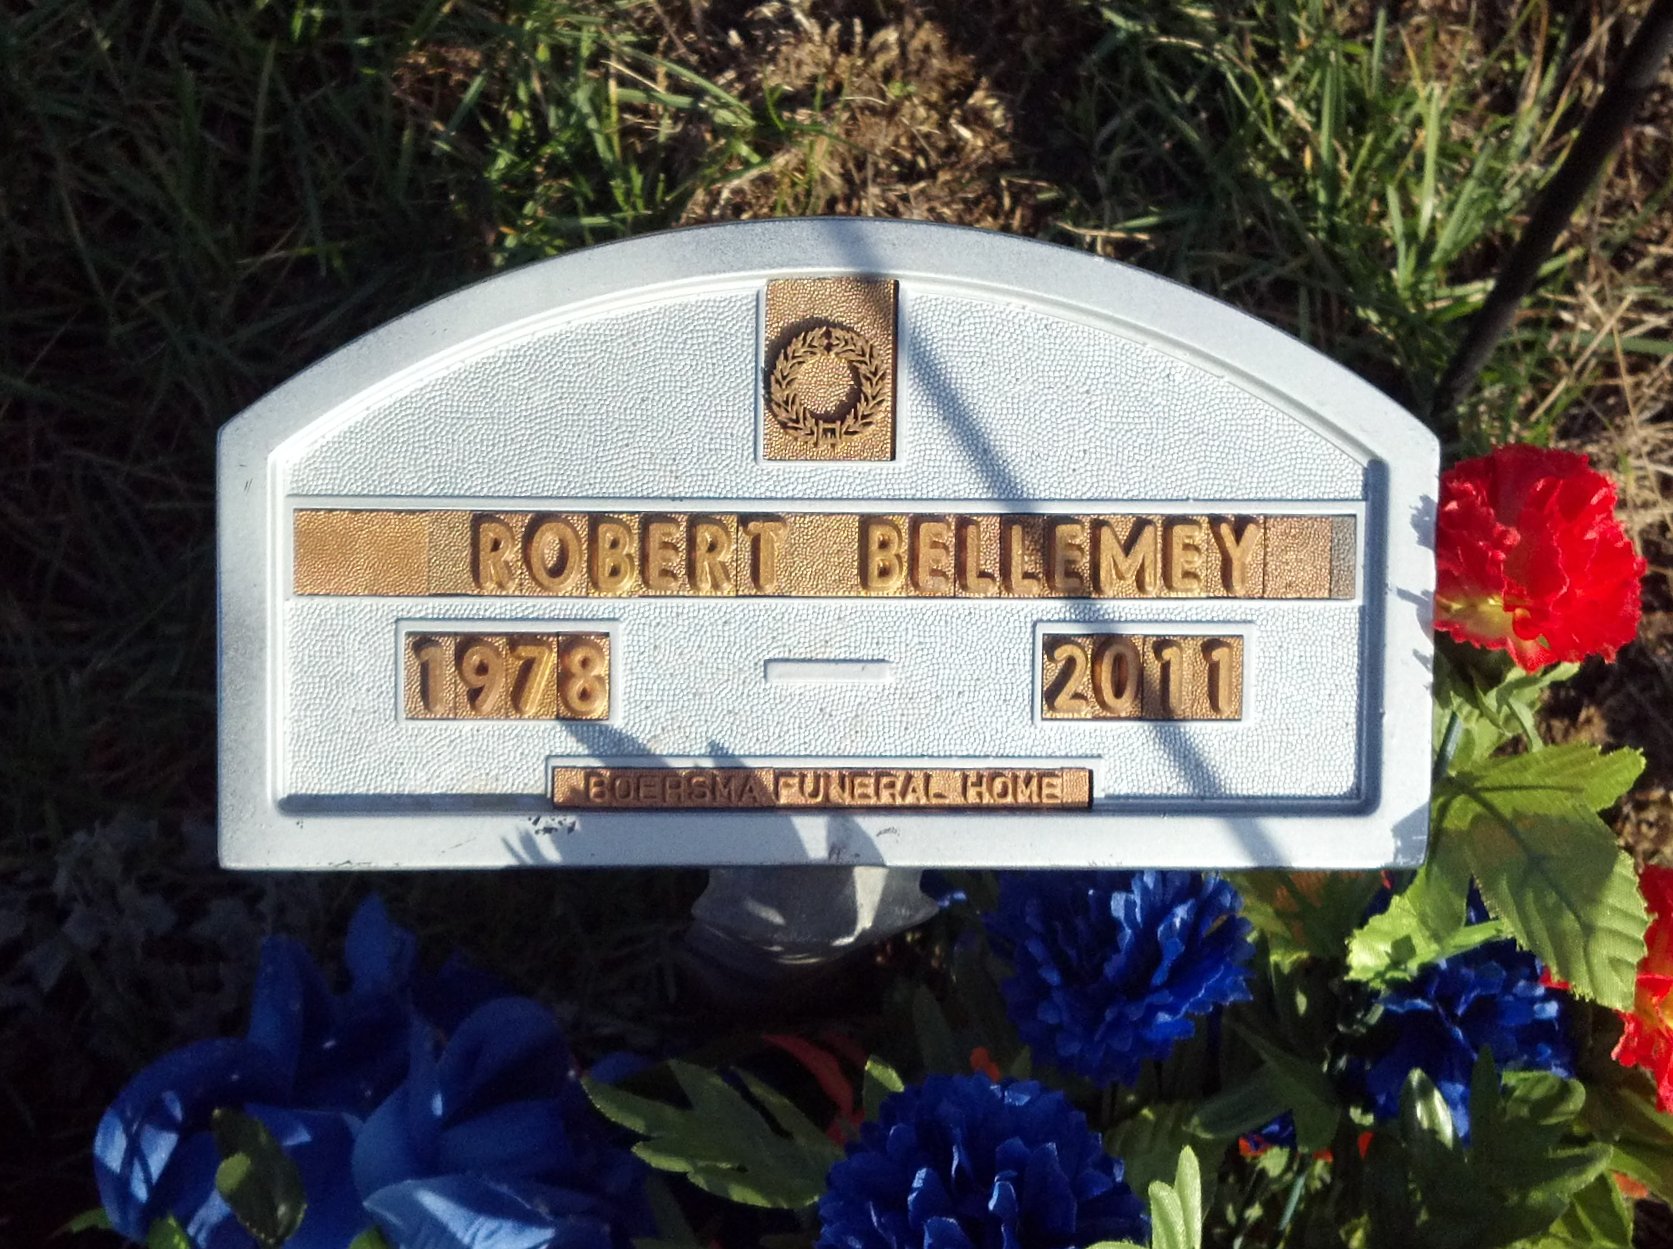 ROBERT BELLEMEY
1978 — 2011
BOERSMA FUNERAL HOME